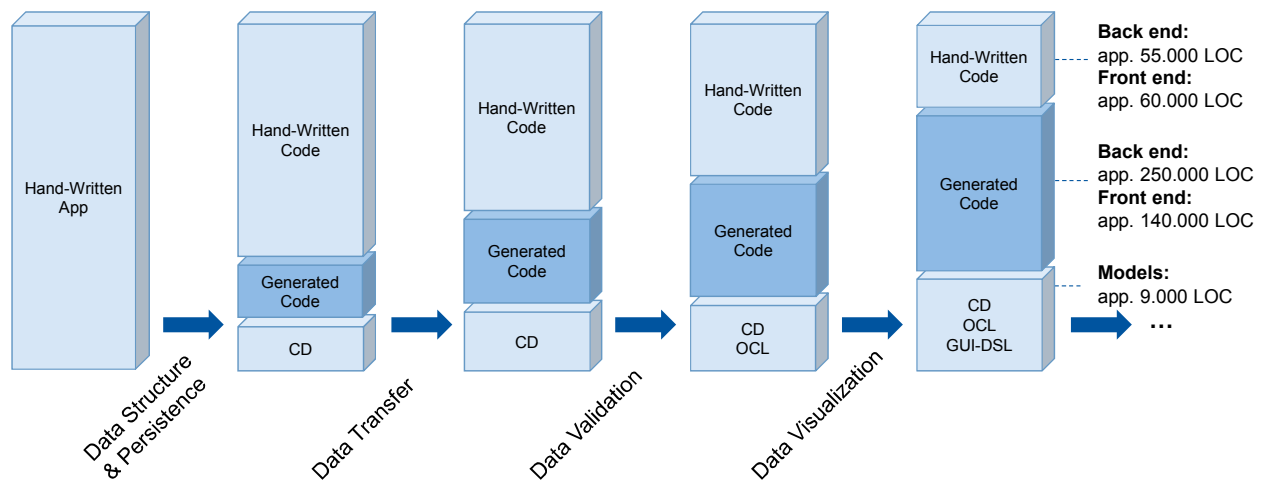 Hand-Written
App
Data Structure
& Persistence
Hand-Written
Code
Generated
Code
CD
Data Transfer
Hand-Written
Code
Generated
Code
CD
Data Validation
Hand-Written
Code
Generated
Code
CD
OCL
Data Visualization
Hand-Written
Code
Generated
Code
CD
OCL
GUI-DSL
Back end:
app. 55.000 LOC
Front end:
app. 60.000 LOC
Back end:
app. 250.000 LOC
Front end:
app. 140.000 LOC
Models:
app. 9.000 LOC
...